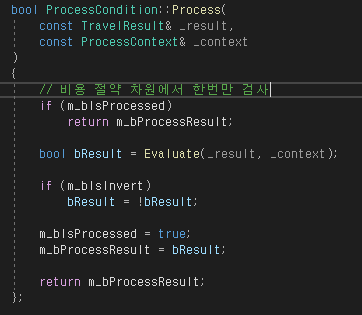 bool ProcessCondition::Process(
const TravelResult& _result,
const ProcessContext& _context
)
{
// 비용 절약 차원에서 한번만 검사
if (m_bIsProcessed)
return m_bProcessResult;
bool bResult = Evaluate(_result, _context);
if (m_bIsInvert)
bResult = !bResult;
m_bIsProcessed = true;
m_bProcessResult = bResult;
return m_bProcessResult;
};